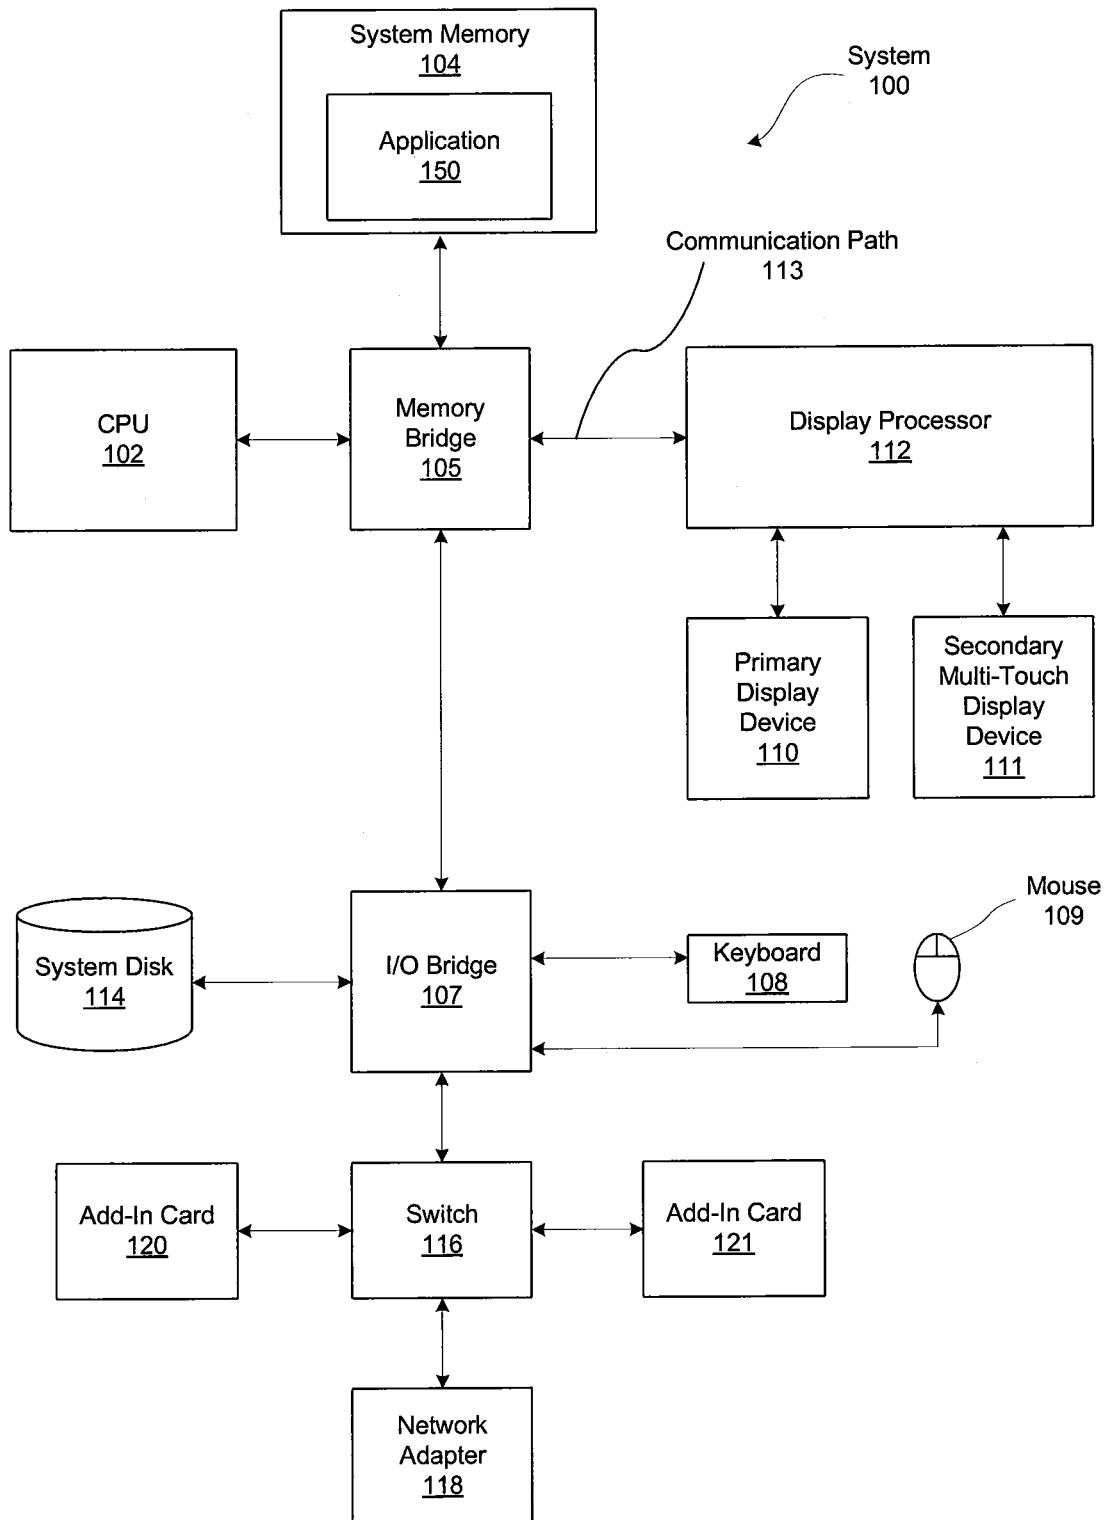 System Memory
104
Application
150
System
100
Communication Path
113
CPU
102
Memory
Bridge
105
Display Processor
112
Primary
Display
Device
110
Secondary
Multi-Touch
Display
Device
111
System Disk
114
I/O Bridge
107
Keyboard
108
Mouse
109
Add-In Card
120
Switch
116
Add-In Card
121
Network
Adapter
118